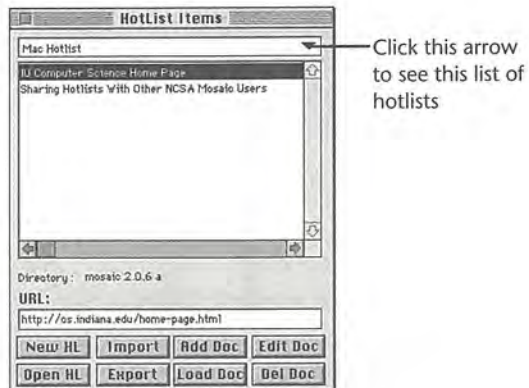 HotList Items
Mac Hotlist
Click this arrow
to see this list of
hotlists
IU Computer Science Home Page
Sharing Hotlists With Other NCSA Mosaic Users
Directory: mosaic 2.0.6 a
URL:
http://cs.indiana.edu/home-page.html
New HL Import Add Doc Edit Doc
Open HL Export Load Doc Del Doc